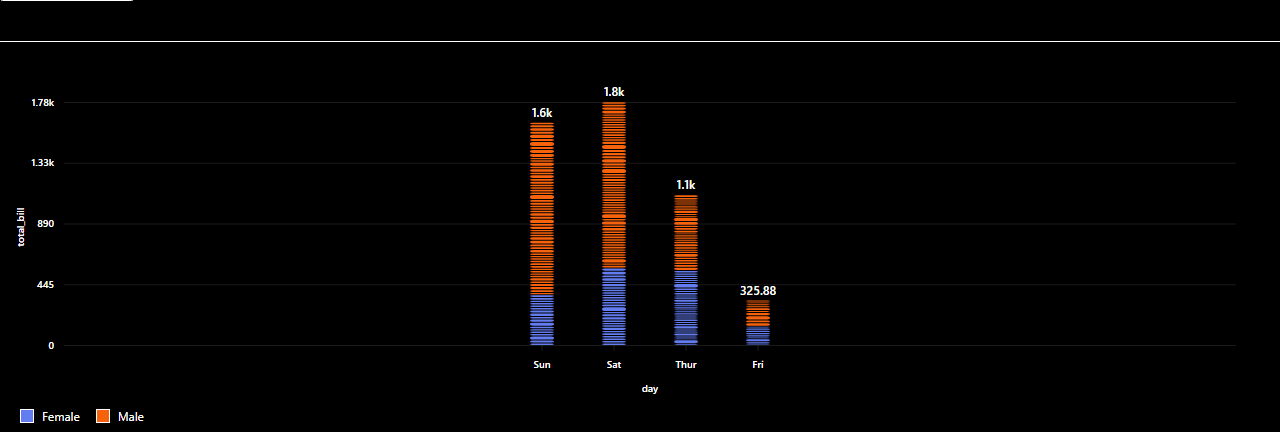 1.8k
1.6k
1.78k
1.33k
1.1k
890
total_bill
445
325.88
0
Sun Sat Thur Fri
day
Female Male